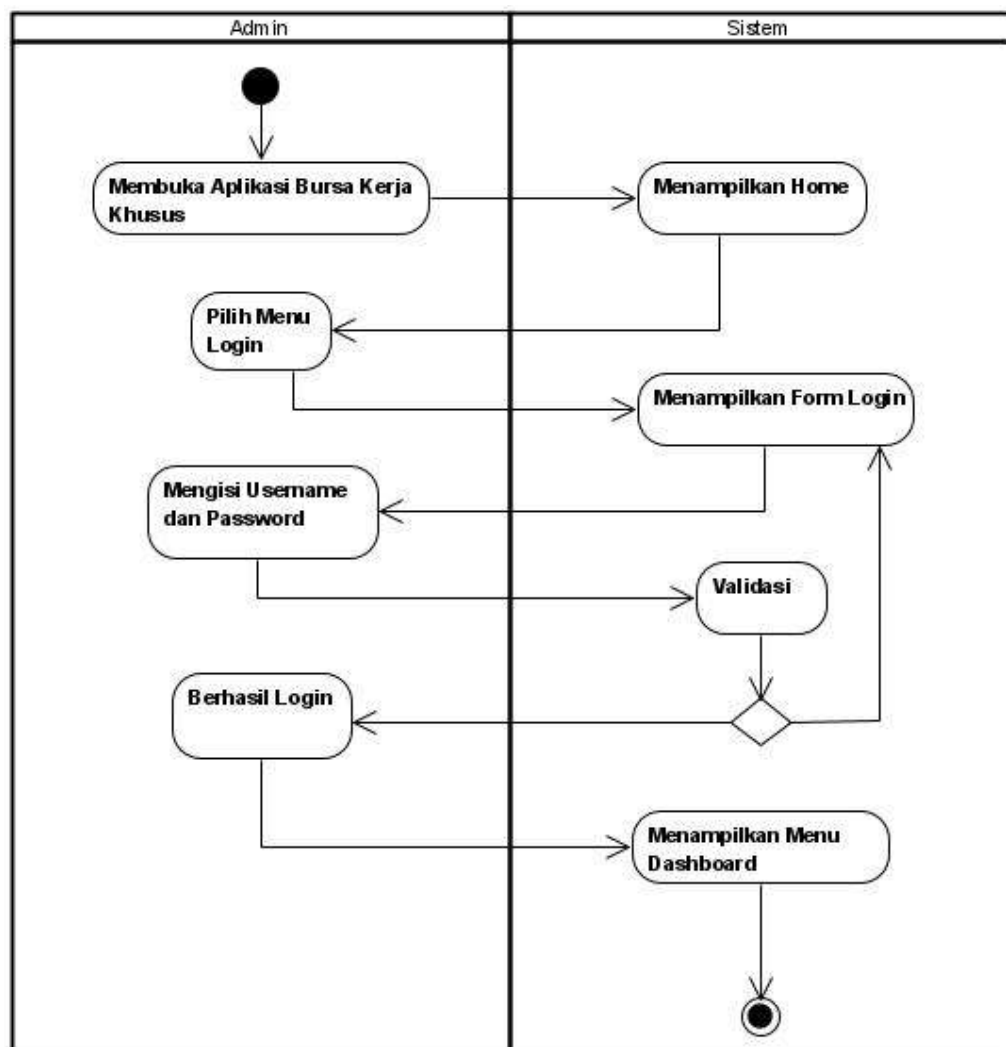 Admin
Sistem
Membuka Aplikasi Bursa Kerja
Khusus
Menampilkan Home
Pilih Menu
Login
Menampilkan Form Login
Mengisi Username
dan Password
Validasi
Berhasil Login
Menampilkan Menu
Dashboard